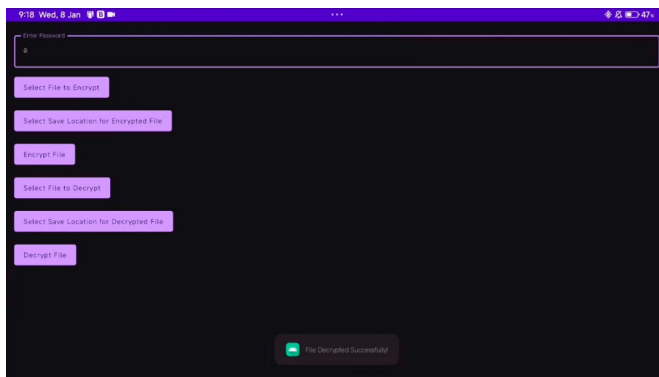 9:18 Wed, 8 Jan
47%
Enter Password
a
Select File to Encrypt
Select Save Location for Encrypted File
Encrypt File
Select File to Decrypt
Select Save Location for Decrypted File
Decrypt File
File Decrypted Successfully!